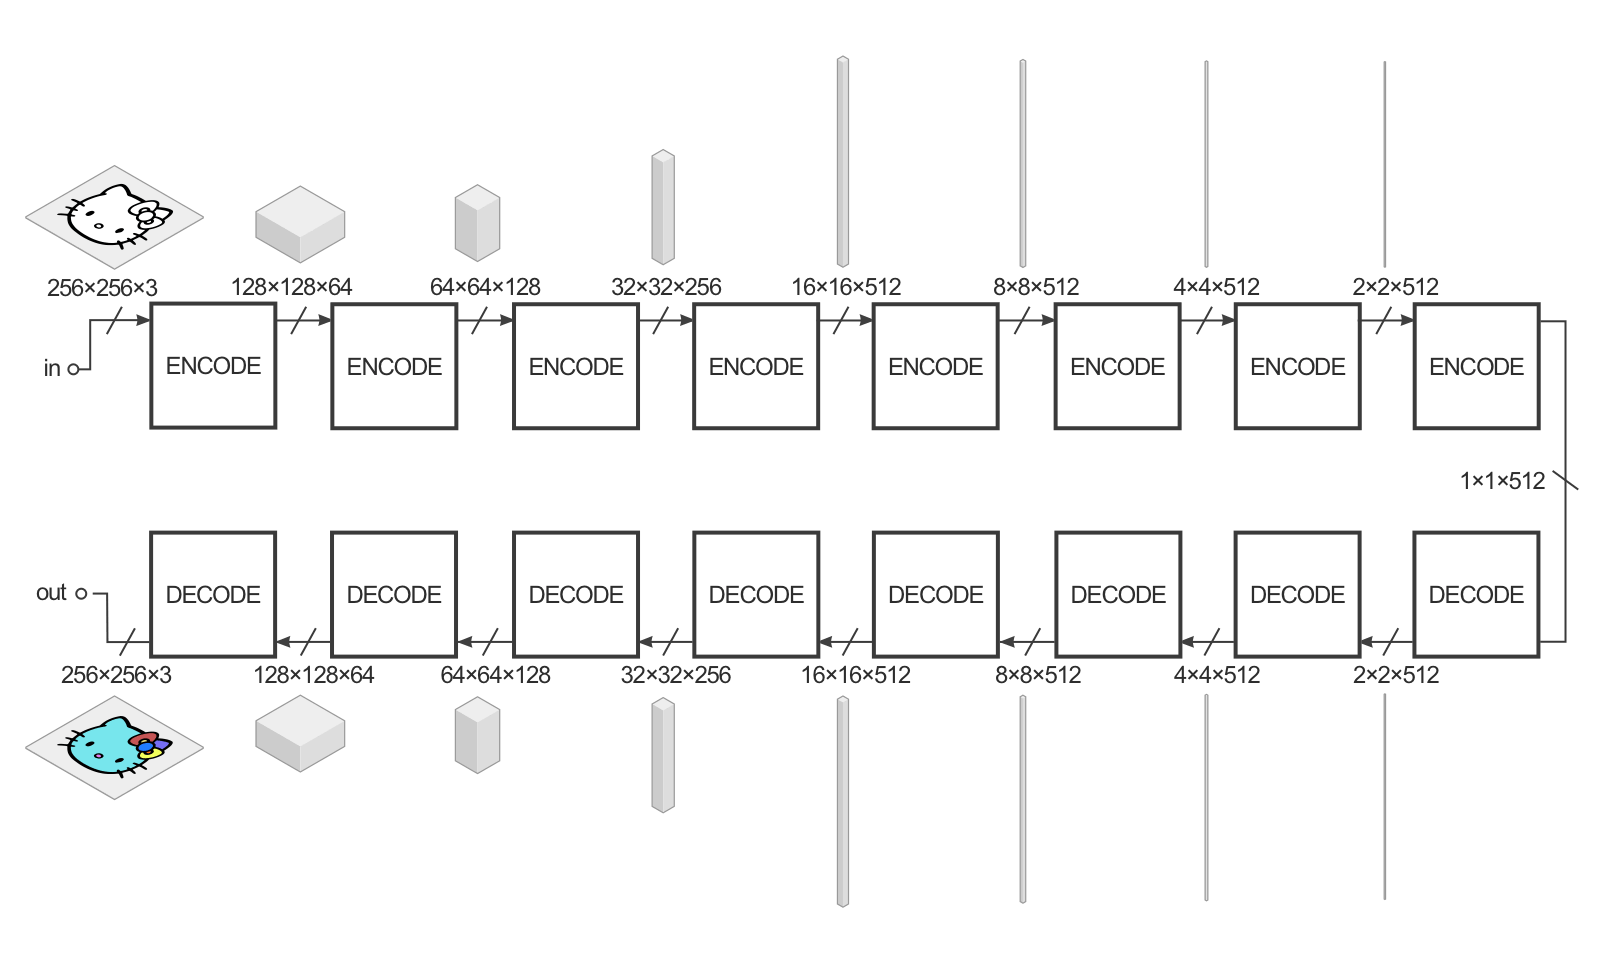 256×256×3 128×128×64 64×64×128 32×32×256 16×16×512 8×8×512 4×4×512 2×2×512
in ENCODE ENCODE ENCODE ENCODE ENCODE ENCODE ENCODE ENCODE
1×1×512
out DECODE DECODE DECODE DECODE DECODE DECODE DECODE DECODE
256×256×3 128×128×64 64×64×128 32×32×256 16×16×512 8×8×512 4×4×512 2×2×512